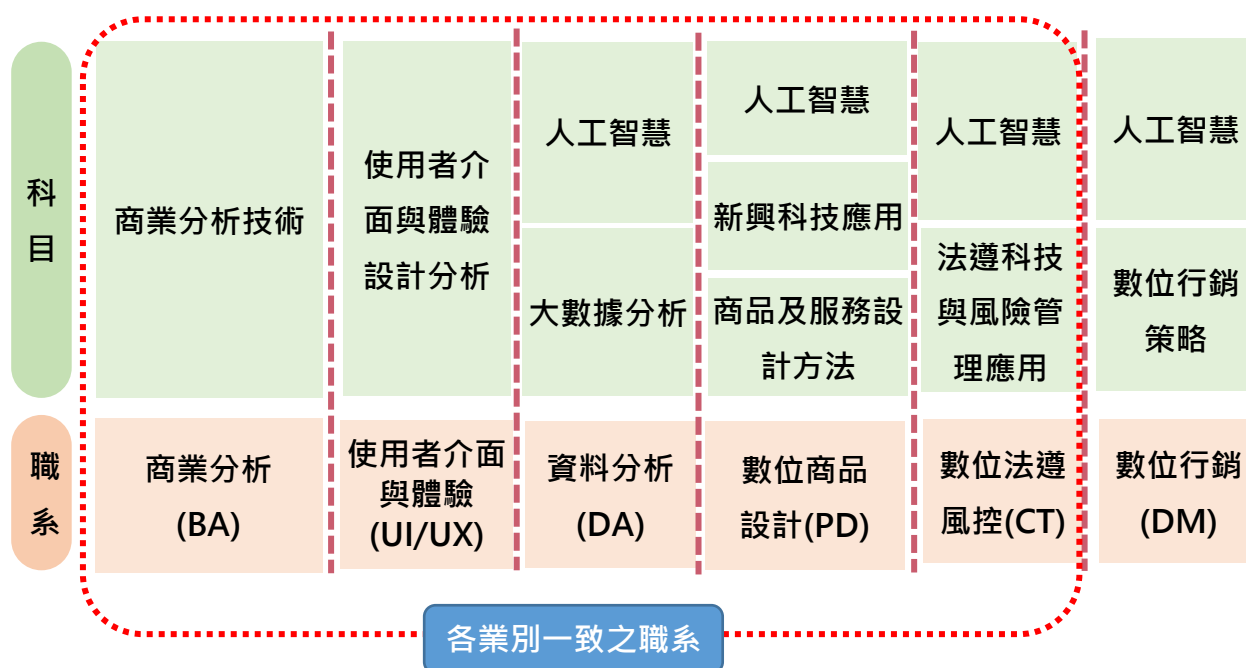 科
目
商業分析技術
使用者介
面與體驗
設計分析
人工智慧
大數據分析
人工智慧
新興科技應用
商品及服務設
計方法
人工智慧
法遵科技
與風險管
理應用
人工智慧
數位行銷
策略
職
系
商業分析
(BA)
使用者介面
與體驗
(UI/UX)
資料分析
(DA)
數位商品
設計(PD)
數位法遵
風控(CT)
數位行銷
(DM)
各業別一致之職系